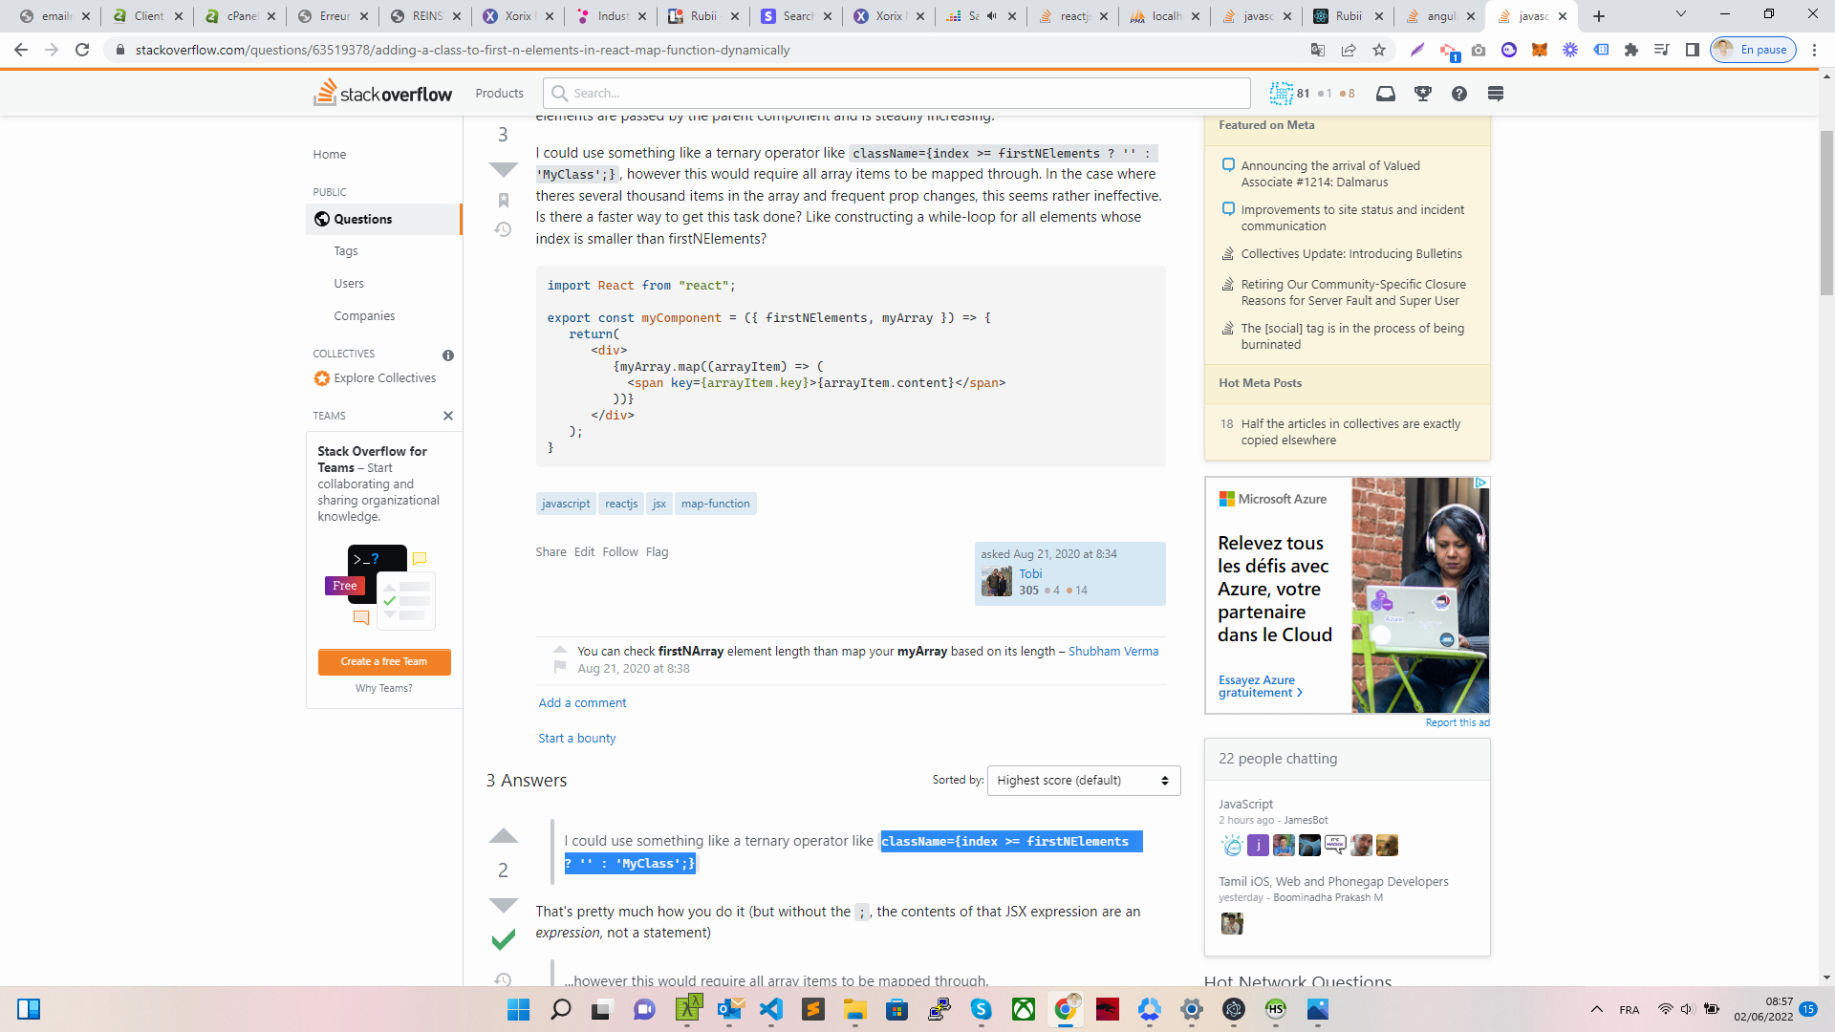 emailr
Client
cPanel
Erreur
REINS
Xorix
Indust
Rubii -
Search
Xorix
Sa
reactjs
localh
javasc
Rubii
angula
javasc
stackoverflow.com/questions/63519378/adding-a-class-to-first-n-elements-in-react-map-function-dynamically
1
En pause
stackoverflow
Products
Search...
81 1 8
elements are passed by the parent component and is steadily increasing.
3
I could use something like a ternary operator like className={index >= firstNElements ? '' :
'MyClass';}, however this would require all array items to be mapped through. In the case where
theres several thousand items in the array and frequent prop changes, this seems rather ineffective.
Is there a faster way to get this task done? Like constructing a while-loop for all elements whose
index is smaller than firstNElements?
import React from "react";
export const myComponent = ({ firstNElements, myArray }) => {
return(
<div>
{myArray.map((arrayItem) => (
<span key={arrayItem.key}>{arrayItem.content}</span>
))}
</div>
);
}
javascript reactjs jsx map-function
Share Edit Follow Flag
asked Aug 21, 2020 at 8:34
Tobi
305 4 14
You can check firstNArray element length than map your myArray based on its length – Shubham Verma
Aug 21, 2020 at 8:38
Add a comment
Start a bounty
3 Answers
Sorted by: Highest score (default)
2
I could use something like a ternary operator like className={index >= firstNElements
? '' : 'MyClass';}
That's pretty much how you do it (but without the ;, the contents of that JSX expression are an
expression, not a statement)
...however this would require all array items to be mapped through.
Home
PUBLIC
Questions
Tags
Users
Companies
COLLECTIVES
Explore Collectives
TEAMS
Stack Overflow for
Teams – Start
collaborating and
sharing organizational
knowledge.
>_?
Free
Create a free Team
Why Teams?
Featured on Meta
Announcing the arrival of Valued
Associate #1214: Dalmarus
Improvements to site status and incident
communication
Collectives Update: Introducing Bulletins
Retiring Our Community-Specific Closure
Reasons for Server Fault and Super User
The [social] tag is in the process of being
burninated
Hot Meta Posts
18 Half the articles in collectives are exactly
copied elsewhere
Microsoft Azure
Relevez tous
les défis avec
Azure, votre
partenaire
dans le Cloud
Essayez Azure
gratuitement >
Report this ad
22 people chatting
JavaScript
2 hours ago - JamesBot
j
Tamil iOS, Web and Phonegap Developers
yesterday - Boominadha Prakash M
Hot Network Questions
HS
FRA
08:57
02/06/2022
15